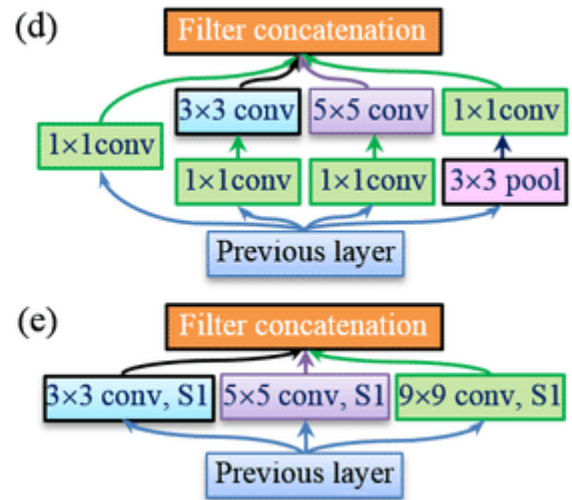 (d)
Filter concatenation
3×3 conv
5×5 conv
1×1conv
1×1conv
1×1conv
1×1conv
3×3 pool
Previous layer
(e)
Filter concatenation
3×3 conv, S1
5×5 conv, S1
9×9 conv, S1
Previous layer